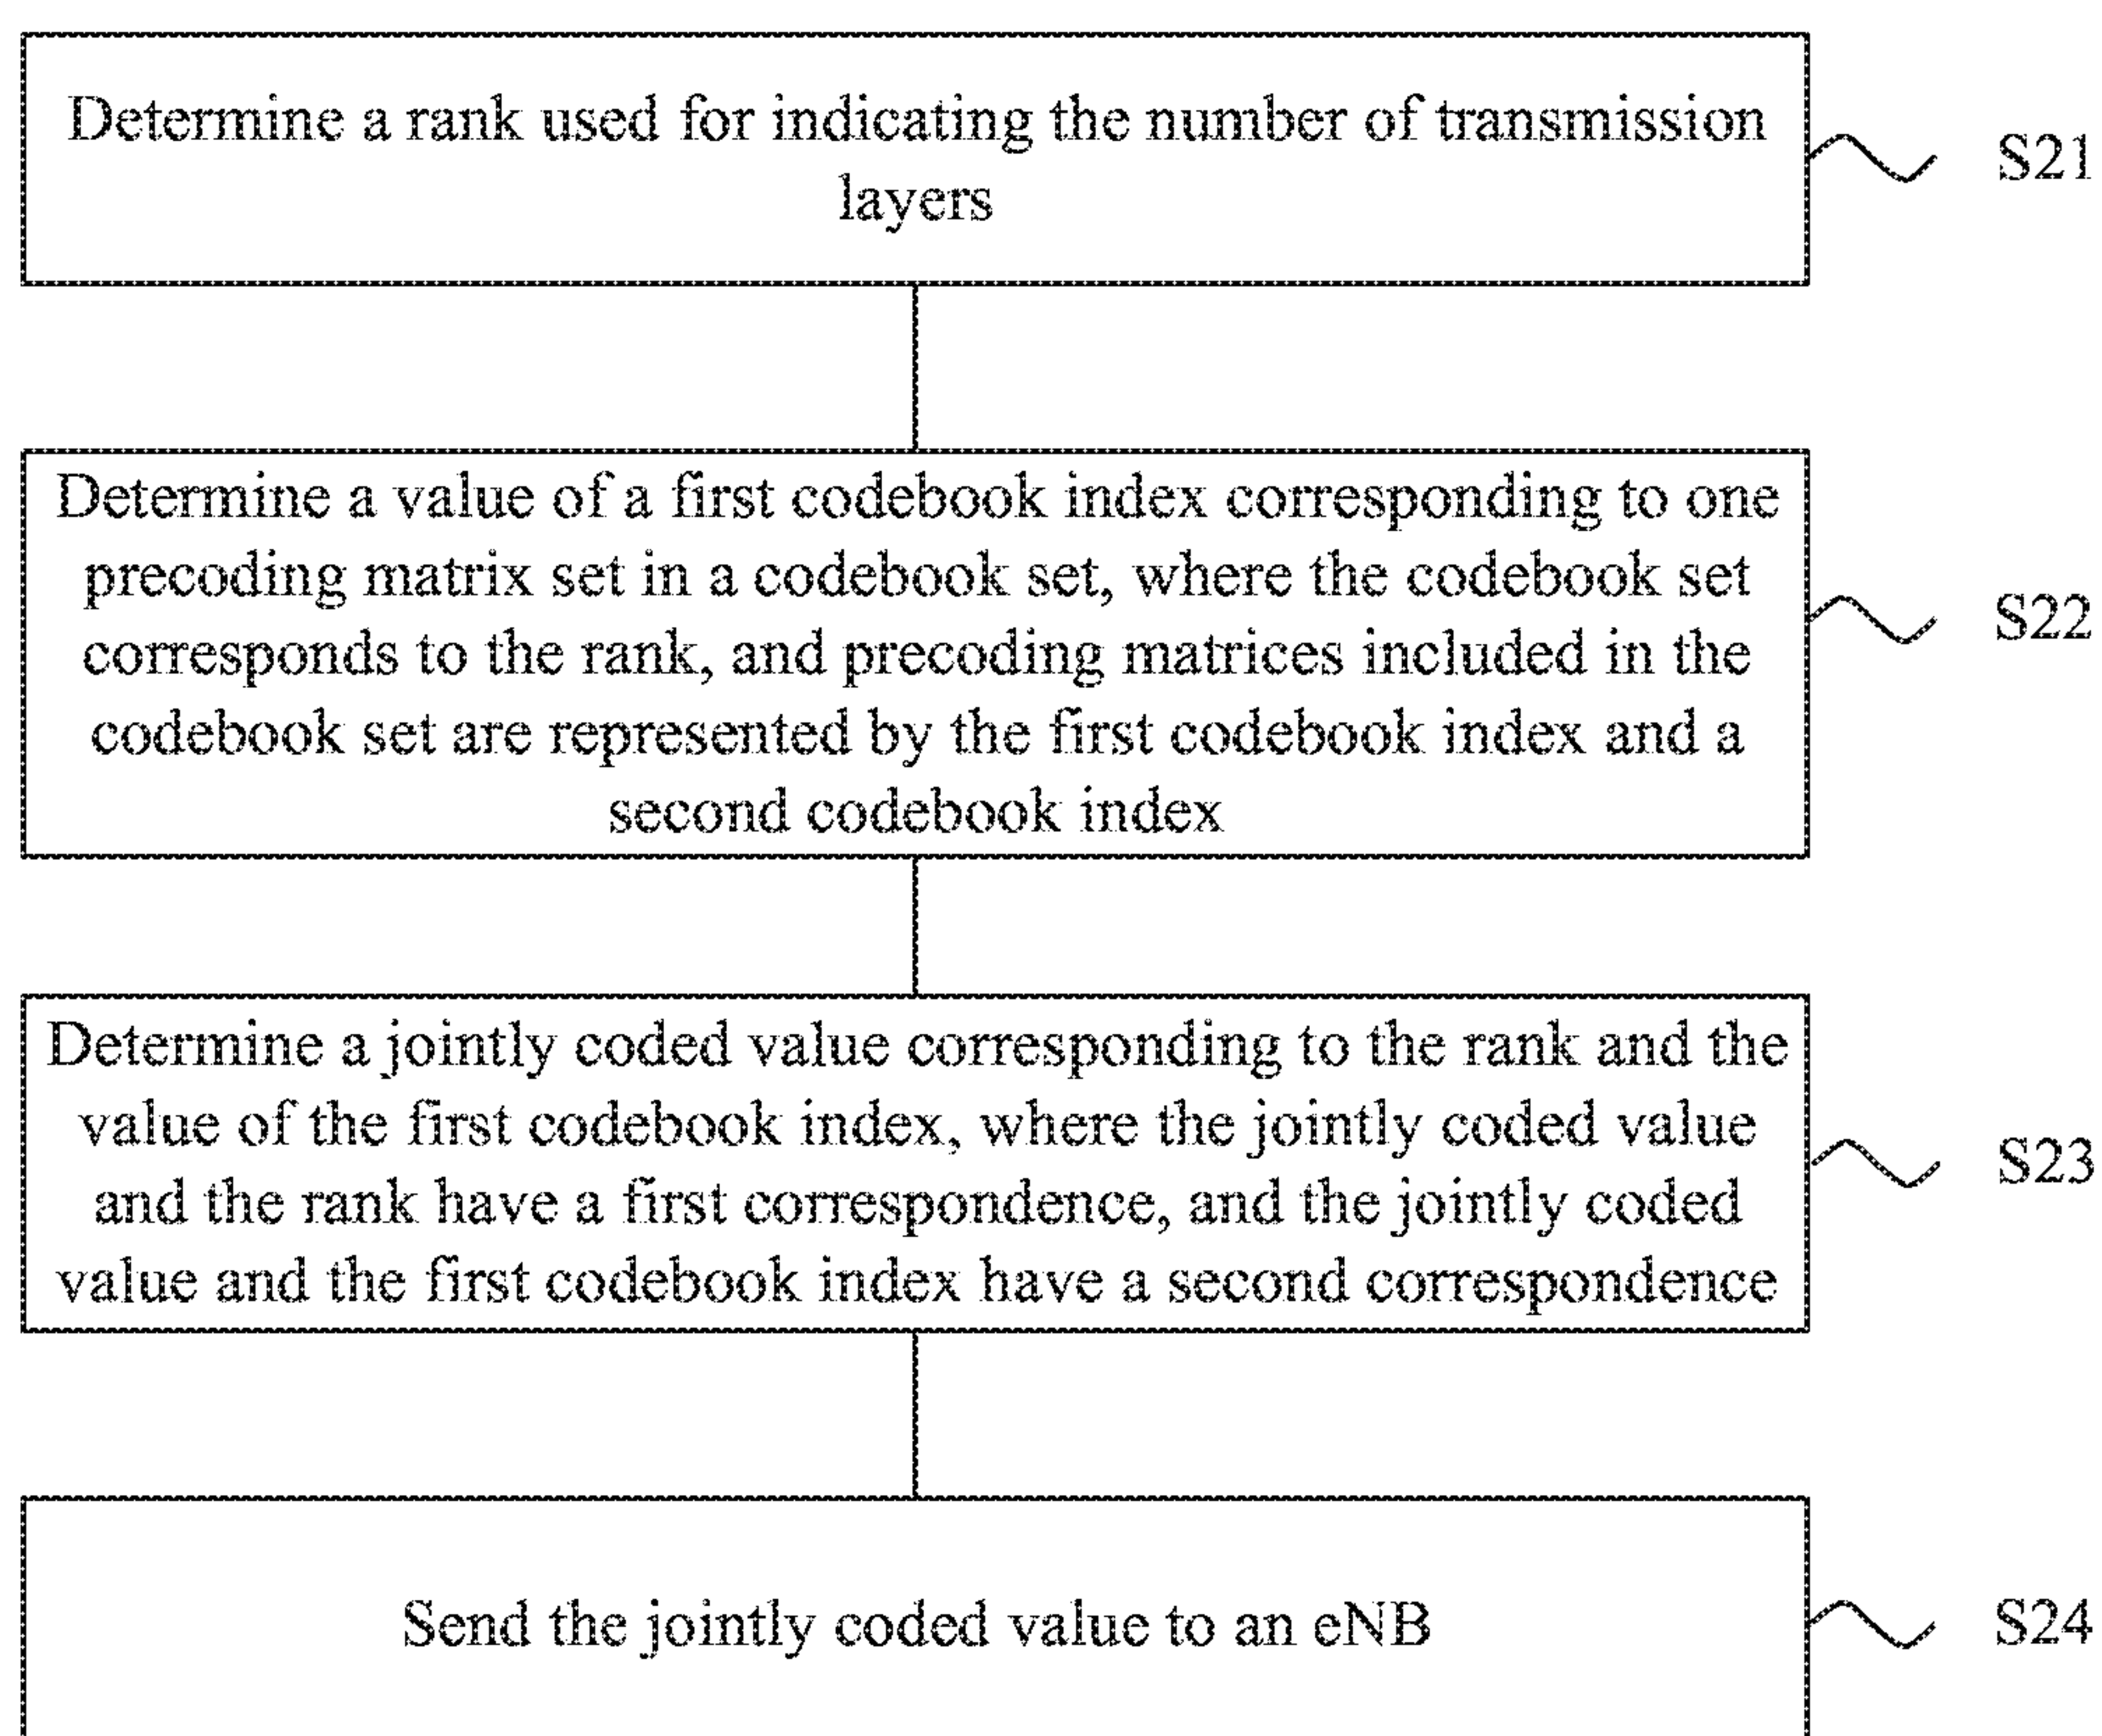 Determine a rank used for indicating the number of transmission
layers
S21
Determine a value of a first codebook index corresponding to one
precoding matrix set in a codebook set, where the codebook set
corresponds to the rank, and precoding matrices included in the
codebook set are represented by the first codebook index and a
second codebook index
S22
Determine a jointly coded value corresponding to the rank and the
value of the first codebook index, where the jointly coded value
and the rank have a first correspondence, and the jointly coded
value and the first codebook index have a second correspondence
S23
Send the jointly coded value to an eNB
S24